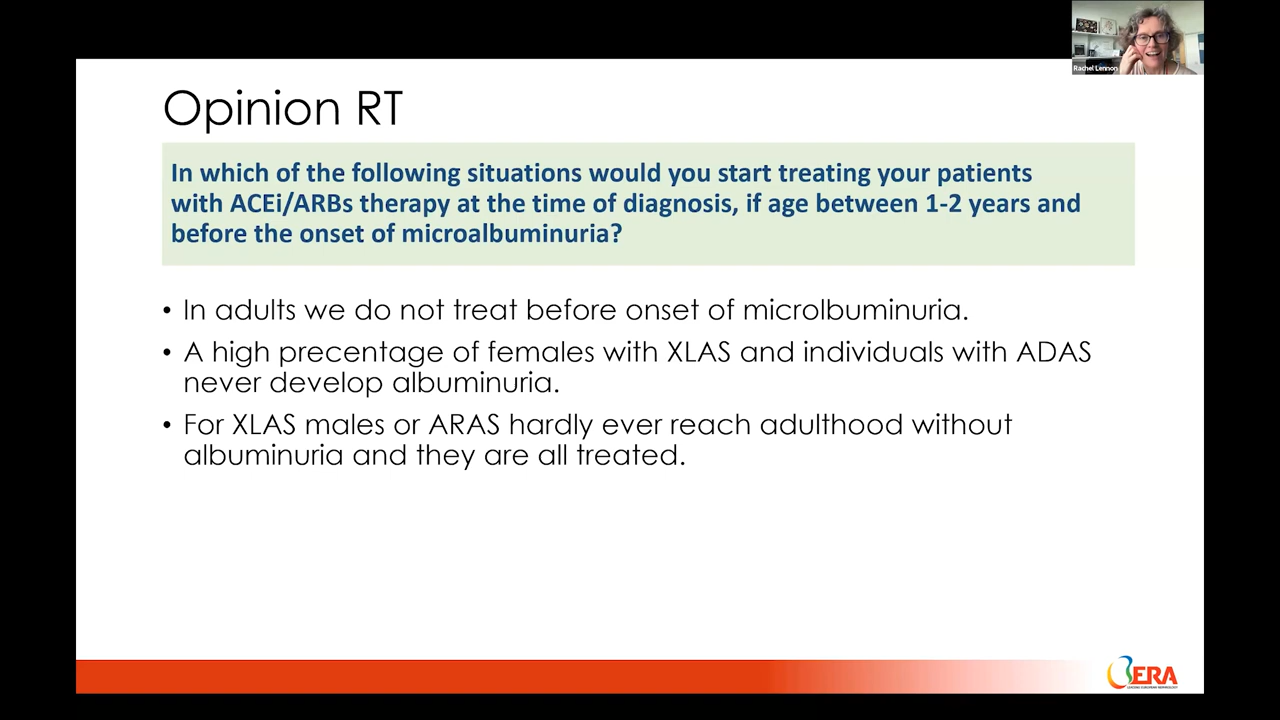 Rachel Lennon
Opinion RT
In which of the following situations would you start treating your patients
with ACEi/ARBs therapy at the time of diagnosis, if age between 1-2 years and
before the onset of microalbuminuria?
• In adults we do not treat before onset of microlbuminuria.
• A high precentage of females with XLAS and individuals with ADAS
never develop albuminuria.
• For XLAS males or ARAS hardly ever reach adulthood without
albuminuria and they are all treated.
ERA
LEADING EUROPEAN NEPHROLOGY